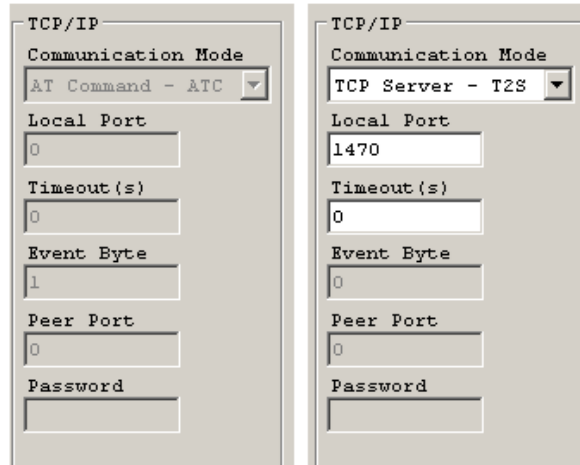 TCP/IP
Communication Mode
AT Command - ATC
Local Port
0
Timeout(s)
0
Event Byte
1
Peer Port
0
Password
TCP/IP
Communication Mode
TCP Server - T2S
Local Port
1470
Timeout(s)
0
Event Byte
0
Peer Port
0
Password